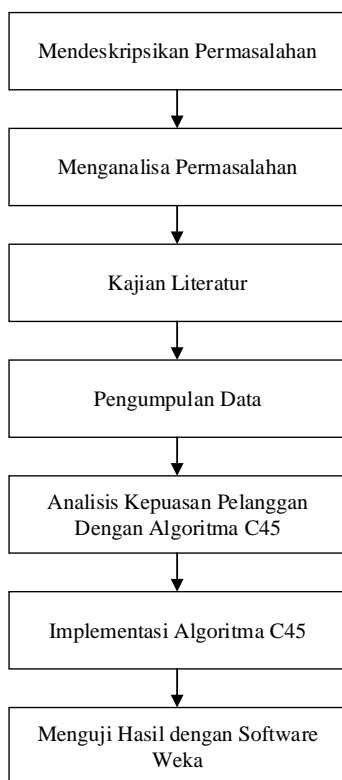 Mendeskripsikan Permasalahan
Menganalisa Permasalahan
Kajian Literatur
Pengumpulan Data
Analisis Kepuasan Pelanggan
Dengan Algoritma C45
Implementasi Algoritma C45
Menguji Hasil dengan Software
Weka